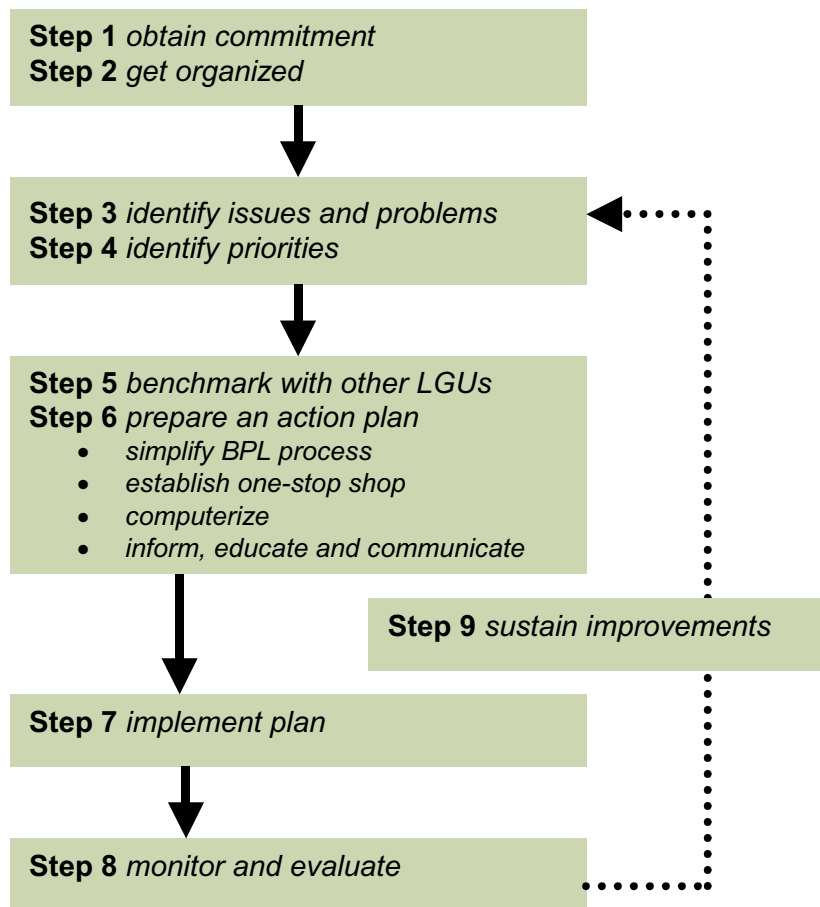 Step 1 obtain commitment
Step 2 get organized
Step 3 identify issues and problems
Step 4 identify priorities
Step 5 benchmark with other LGUs
Step 6 prepare an action plan
• simplify BPL process
• establish one-stop shop
• computerize
• inform, educate and communicate
Step 9 sustain improvements
Step 7 implement plan
Step 8 monitor and evaluate